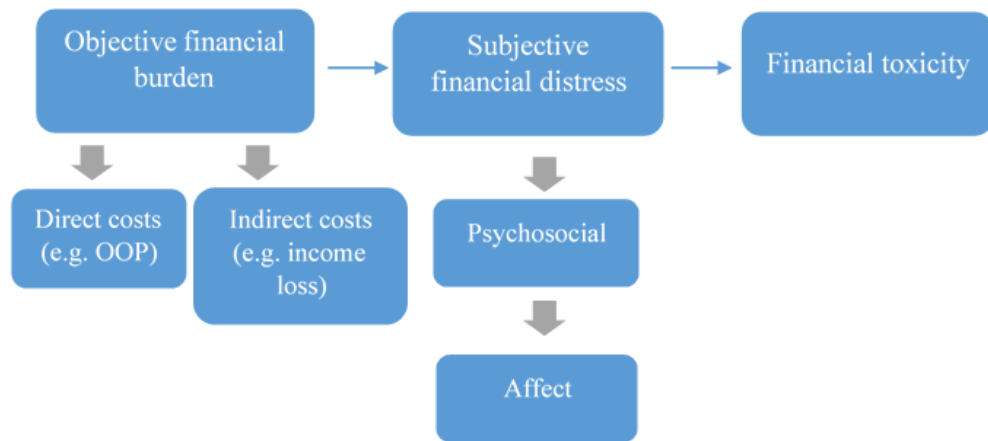 Objective financial
burden
Subjective
financial distress
Financial toxicity
Direct costs
(e.g. OOP)
Indirect costs
(e.g. income
loss)
Psychosocial
Affect